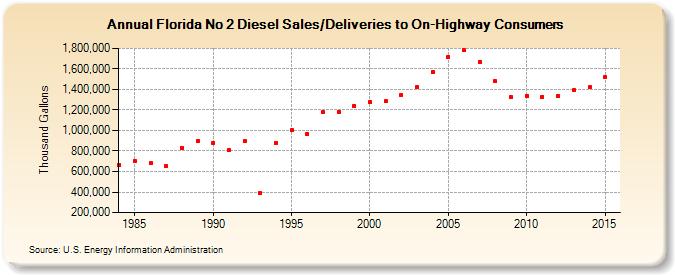 Annual Florida No 2 Diesel Sales/Deliveries to On-Highway Consumers
Thousand Gallons
1,800,000
1,600,000
1,400,000
1,200,000
1,000,000
800,000
600,000
400,000
200,000
1985 1990 1995 2000 2005 2010 2015
Source: U.S. Energy Information Administration